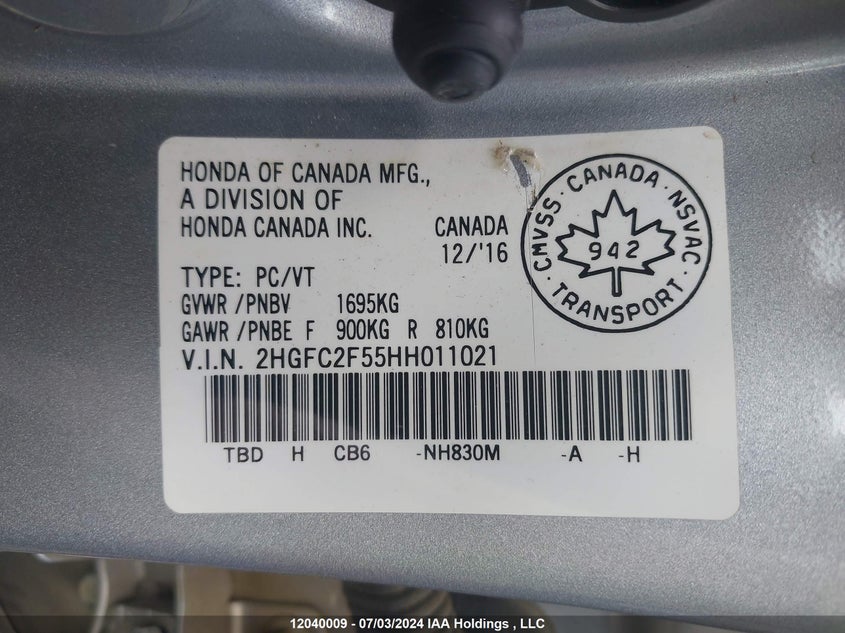 HONDA OF CANADA MFG.,
A DIVISION OF
HONDA CANADA INC. CANADA
12/'16
CMVSS · CANADA · NSVAC · TRANSPORT ·
942
TYPE: PC/VT
GVWR /PNBV 1695KG
GAWR /PNBE F 900KG R 810KG
V.I.N. 2HGFC2F55HH011021
TBD H CB6 -NH830M -A -H
12040009 - 07/03/2024 IAA Holdings , LLC